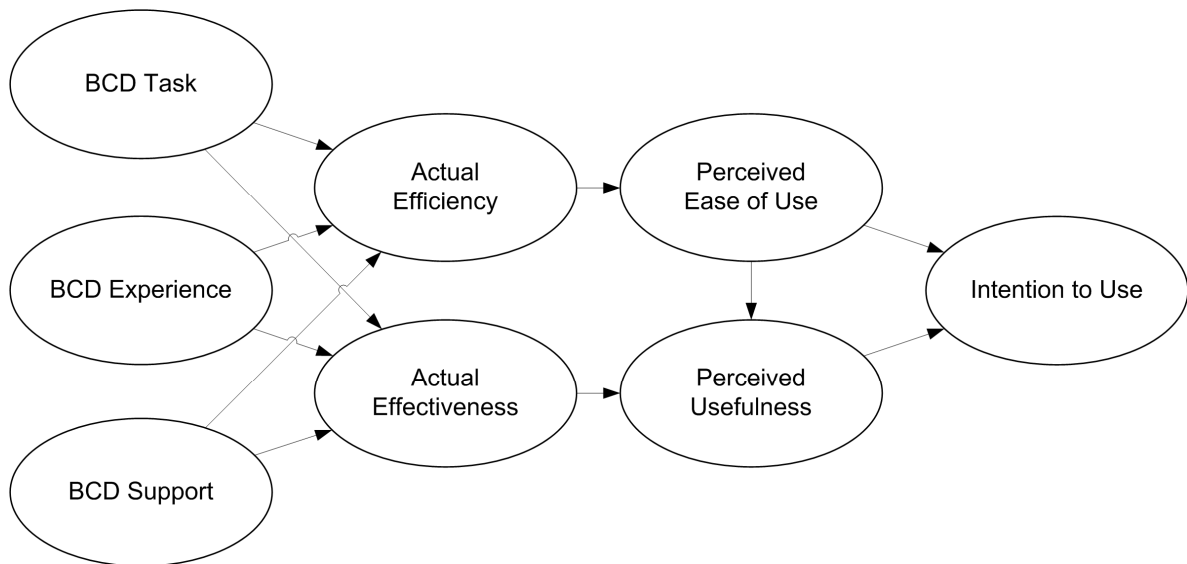 BCD Task
Actual
Efficiency
Perceived
Ease of Use
BCD Experience
Intention to Use
Actual
Effectiveness
Perceived
Usefulness
BCD Support